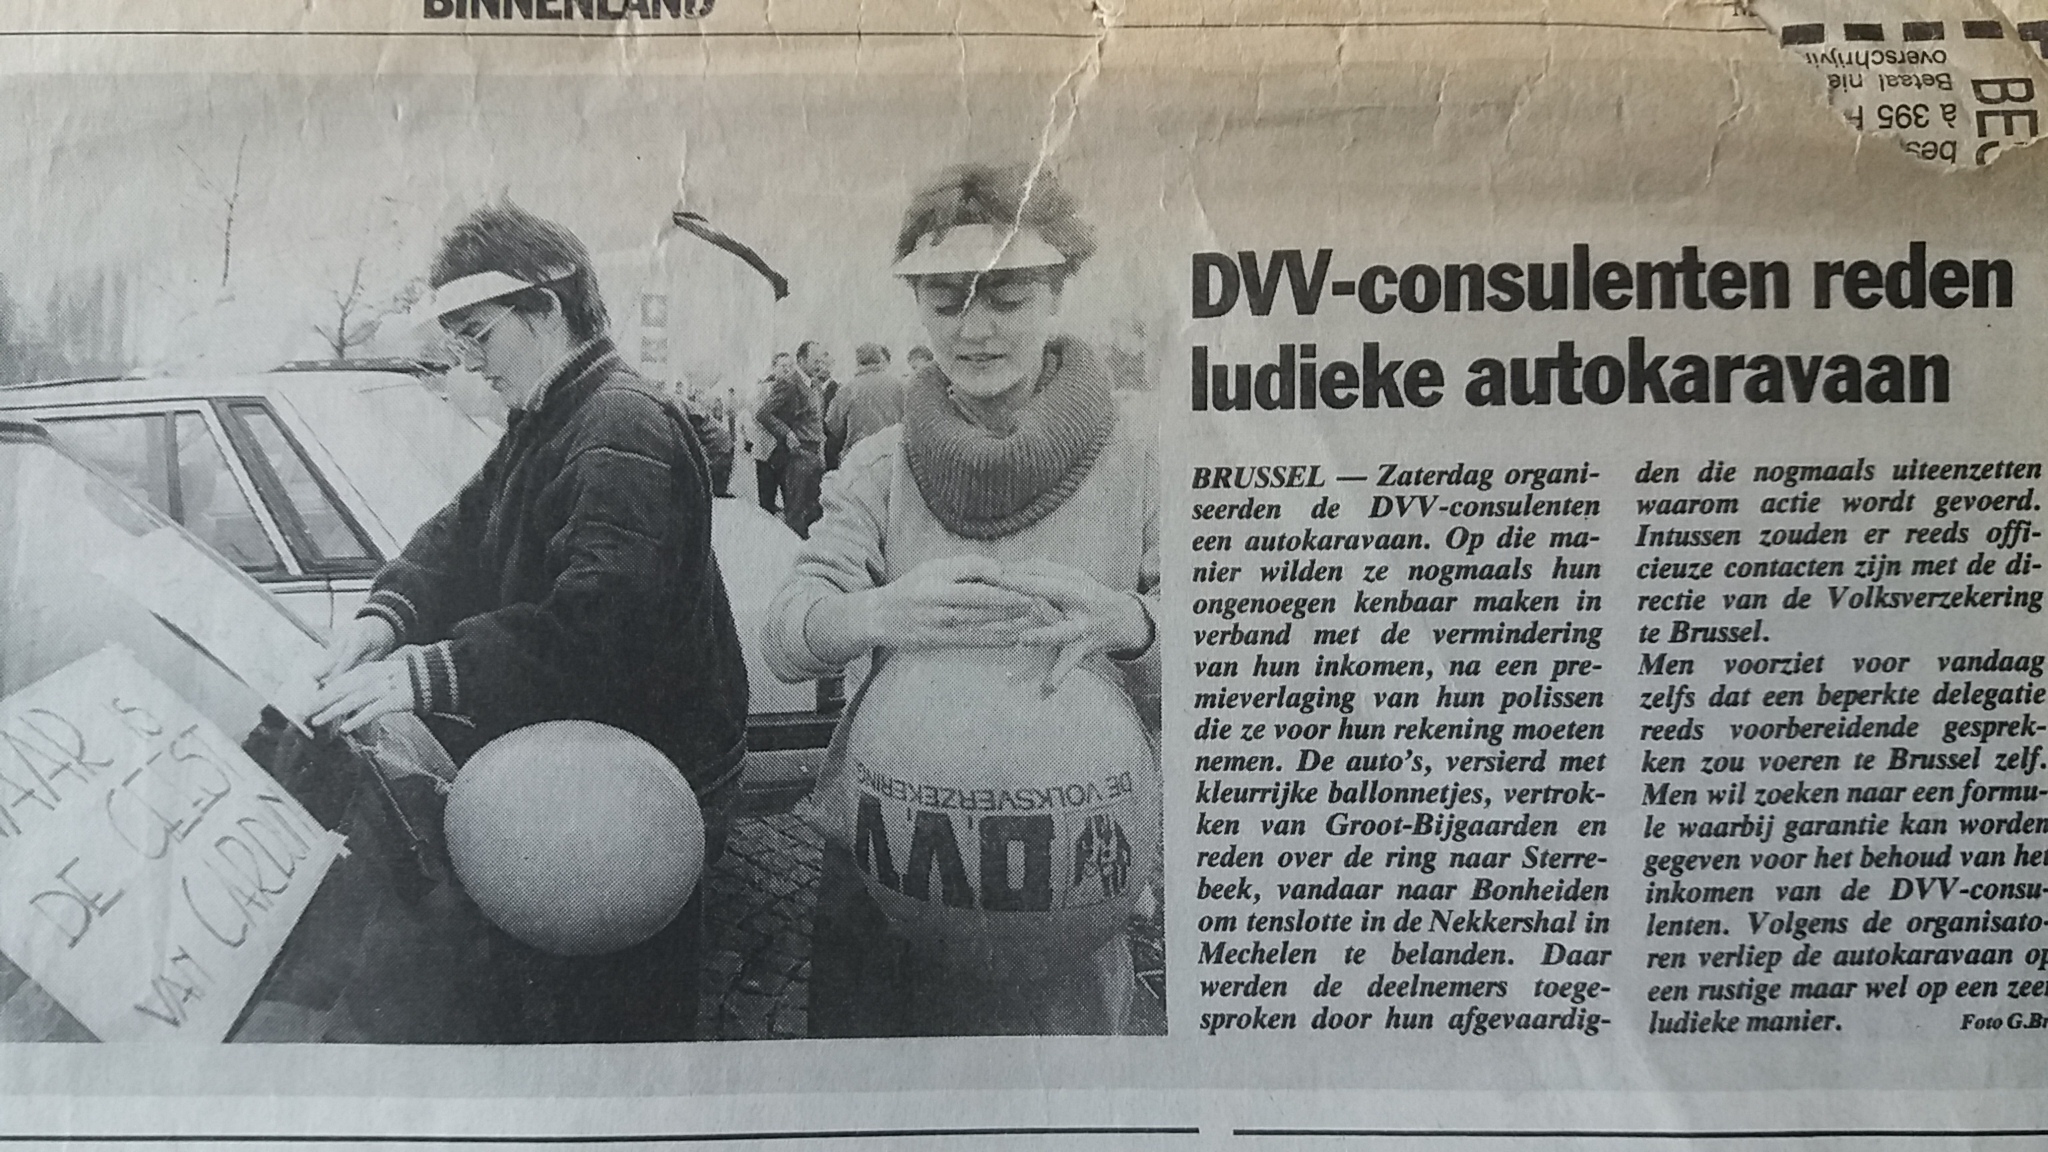 BINNENLAND
overschrijvin
Betaal nie
à 395 F
bes
BE
WAAR IS
DE GEEST
VAN CARDIJN
DE VOLKSVERZEKERING
DVV
DVV-consulenten reden
ludieke autokaravaan
BRUSSEL — Zaterdag organi-
seerden de DVV-consulenten
een autokaravaan. Op die ma-
nier wilden ze nogmaals hun
ongenoegen kenbaar maken in
verband met de vermindering
van hun inkomen, na een pre-
mieverlaging van hun polissen
die ze voor hun rekening moeten
nemen. De auto's, versierd met
kleurrijke ballonnetjes, vertrok-
ken van Groot-Bijgaarden en
reden over de ring naar Sterre-
beek, vandaar naar Bonheiden
om tenslotte in de Nekkershal in
Mechelen te belanden. Daar
werden de deelnemers toege-
sproken door hun afgevaardig-
den die nogmaals uiteenzetten
waarom actie wordt gevoerd.
Intussen zouden er reeds offi-
cieuze contacten zijn met de di-
rectie van de Volksverzekering
te Brussel.
Men voorziet voor vandaag
zelfs dat een beperkte delegatie
reeds voorbereidende gesprek-
ken zou voeren te Brussel zelf.
Men wil zoeken naar een formu-
le waarbij garantie kan worden
gegeven voor het behoud van het
inkomen van de DVV-consu-
lenten. Volgens de organisato-
ren verliep de autokaravaan op
een rustige maar wel op een zeer
ludieke manier.
Foto G.Br